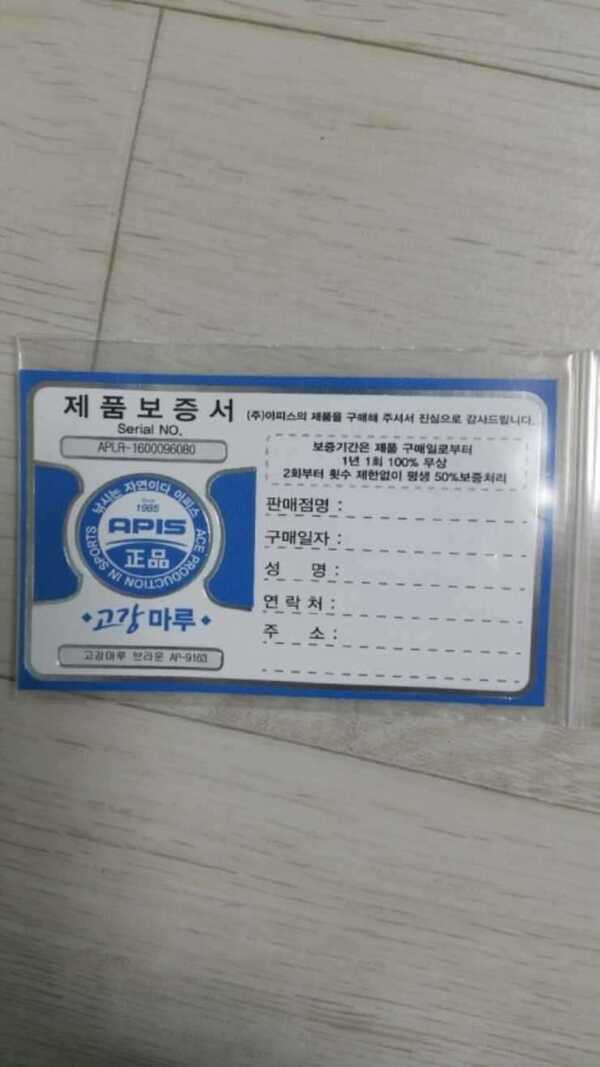 제품보증서
(주)아피스의 제품을 구매해 주셔서 진심으로 감사드립니다.
Serial NO.
APLA-1600096080
보증기간은 제품 구매일로부터
1년 1회 100% 무상
2회부터 횟수 제한없이 평생 50%보증처리
낚시는 자연이다 아피스
Since
1985
APIS
正品
ACE PRODUCTION IN SPORTS
고강 마루
고강마루 브라운 AP-9163
판매점명 :
구매일자 :
성 명 :
연락처 :
주 소 :